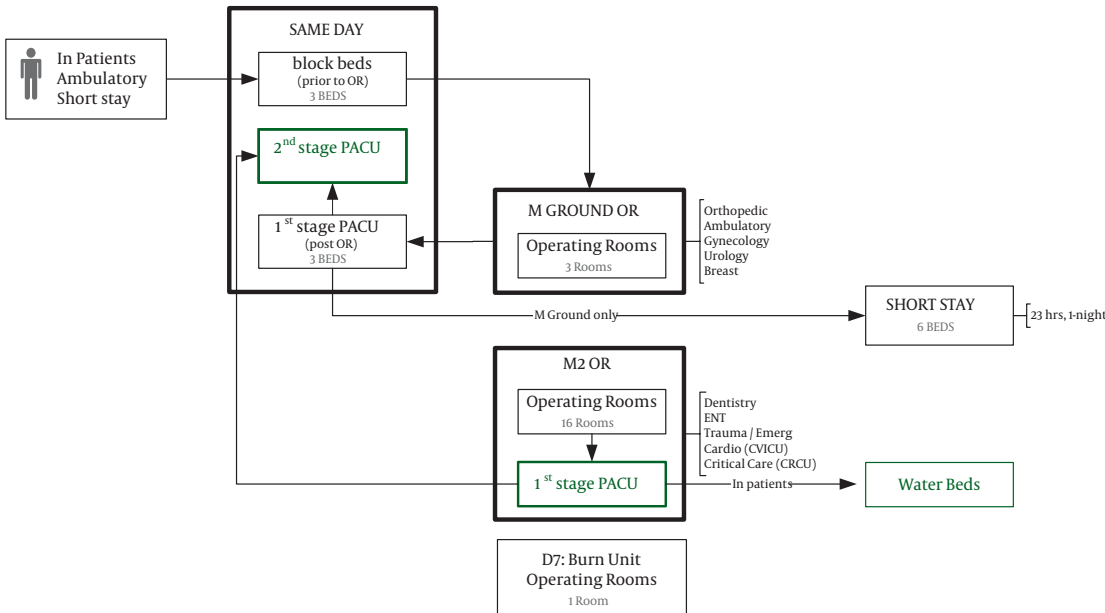 In Patients
Ambulatory
Short stay
SAME DAY
block beds
(prior to OR)
3 BEDS
2nd stage PACU
1st stage PACU
(post OR)
3 BEDS
M GROUND OR
Operating Rooms
3 Rooms
Orthopedic
Ambulatory
Gynecology
Urology
Breast
M Ground only
SHORT STAY
6 BEDS
23 hrs, 1-night
M2 OR
Operating Rooms
16 Rooms
1st stage PACU
Dentistry
ENT
Trauma / Emerg
Cardio (CVICU)
Critical Care (CRCU)
In patients
Water Beds
D7: Burn Unit
Operating Rooms
1 Room